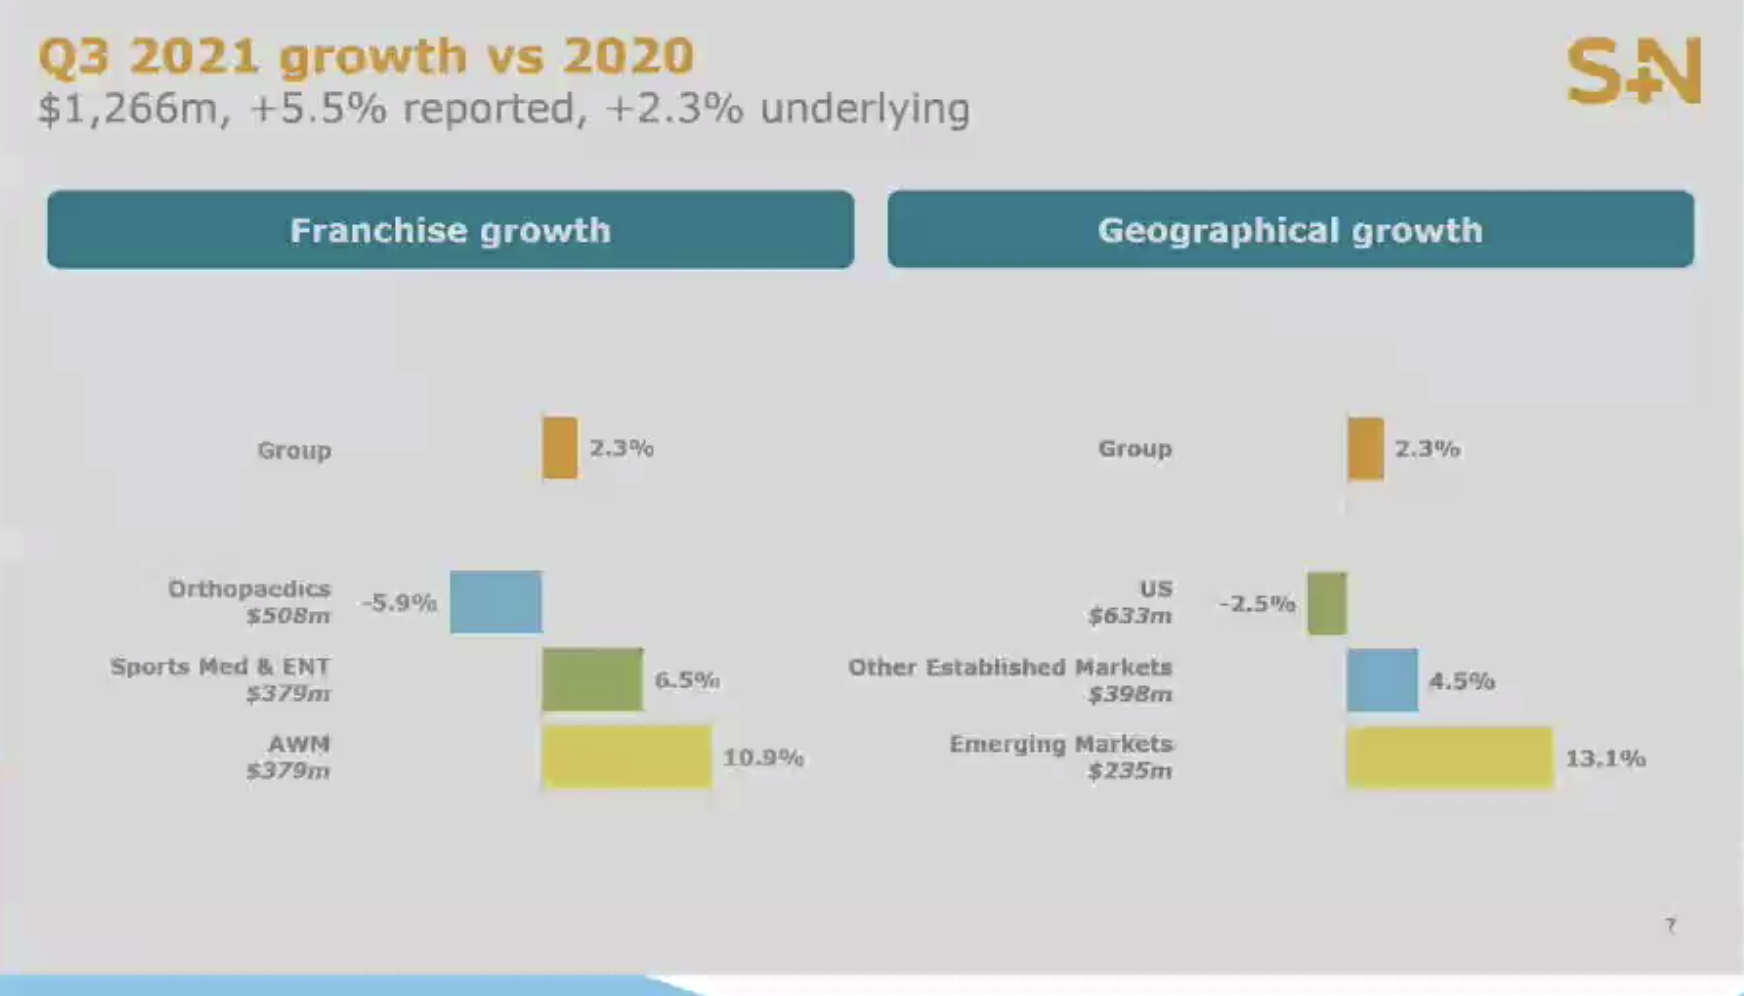 Q3 2021 growth vs 2020
$1,266m, +5.5% reported, +2.3% underlying
S+N
Franchise growth
Group
2.3%
Orthopaedics
$508m
-5.9%
Sports Med & ENT
$379m
6.5%
AWM
$379m
10.9%
Geographical growth
Group
2.3%
US
$633m
-2.5%
Other Established Markets
$398m
4.5%
Emerging Markets
$235m
13.1%
7